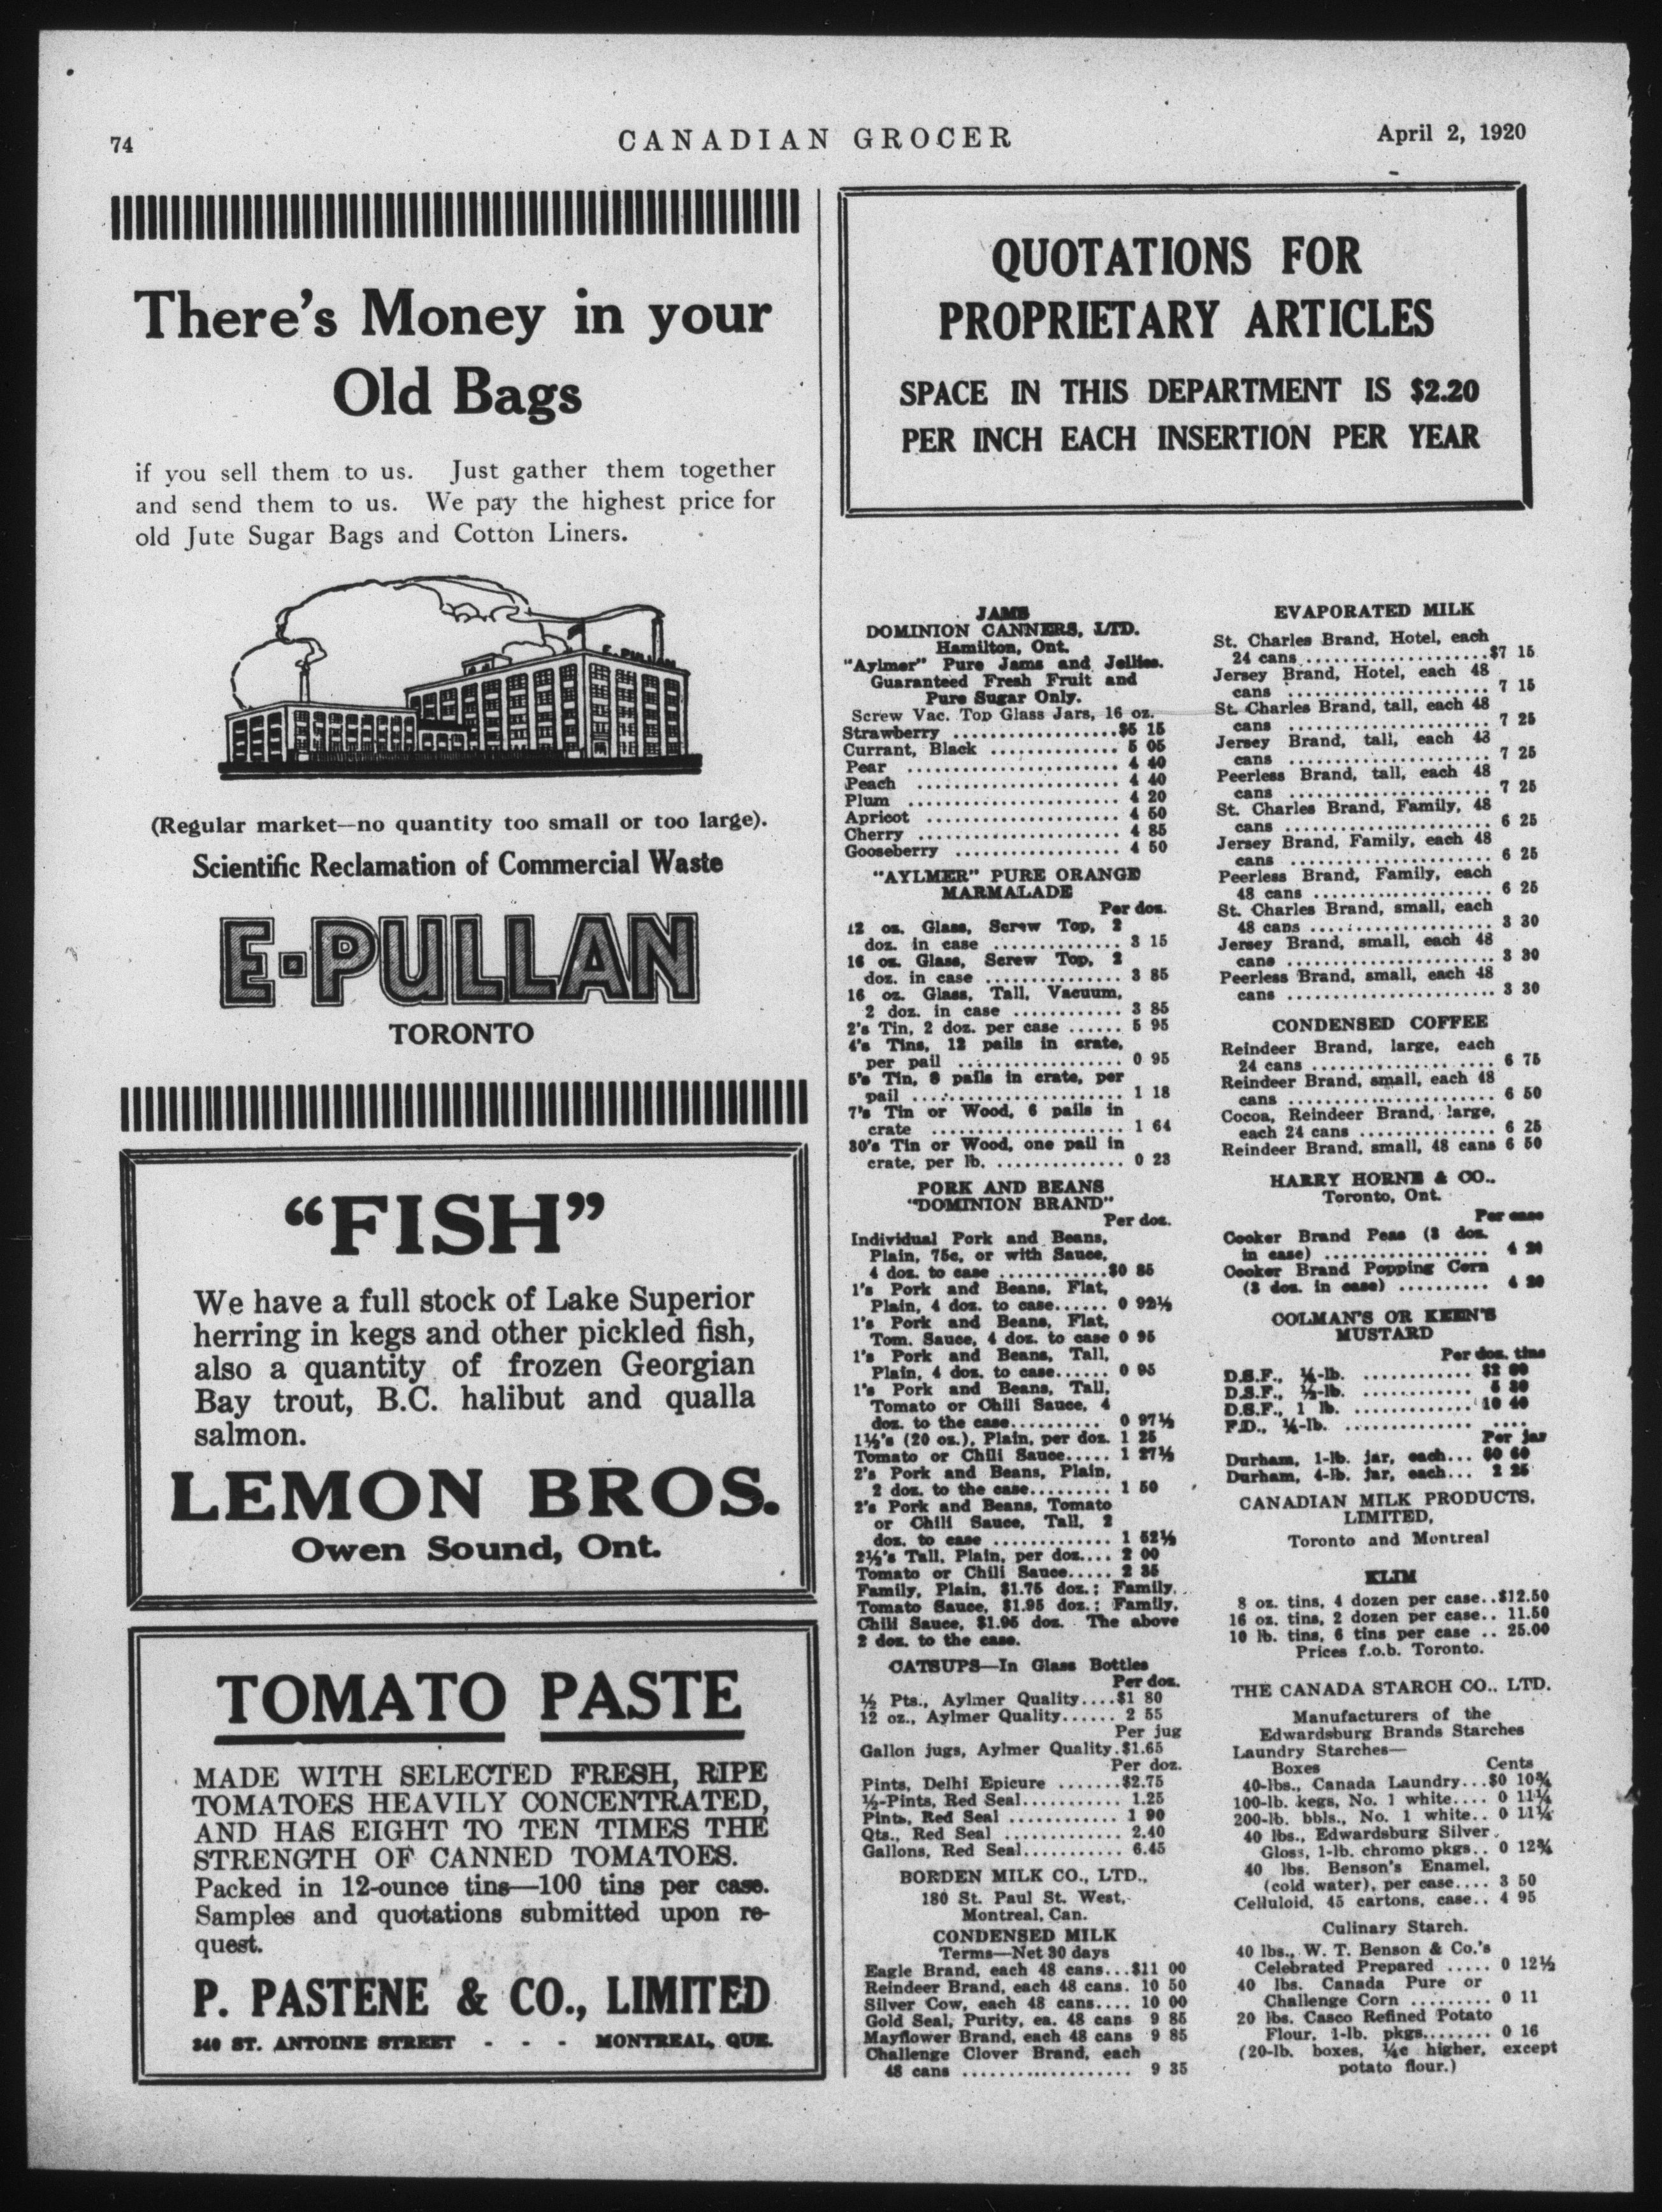 74
CANADIAN GROCER
April 2, 1920
There's Money in your
Old Bags
if you sell them to us. Just gather them together
and send them to us. We pay the highest price for
old Jute Sugar Bags and Cotton Liners.
E. PULLAN
(Regular market—no quantity too small or too large).
Scientific Reclamation of Commercial Waste
E-PULLAN
TORONTO
"FISH"
We have a full stock of Lake Superior
herring in kegs and other pickled fish,
also a quantity of frozen Georgian
Bay trout, B.C. halibut and qualla
salmon.
LEMON BROS.
Owen Sound, Ont.
TOMATO PASTE
MADE WITH SELECTED FRESH, RIPE
TOMATOES HEAVILY CONCENTRATED,
AND HAS EIGHT TO TEN TIMES THE
STRENGTH OF CANNED TOMATOES.
Packed in 12-ounce tins—100 tins per case.
Samples and quotations submitted upon re-
quest.
P. PASTENE & CO., LIMITED
340 ST. ANTOINE STREET - - - MONTREAL, QUE.
QUOTATIONS FOR
PROPRIETARY ARTICLES
SPACE IN THIS DEPARTMENT IS $2.20
PER INCH EACH INSERTION PER YEAR
JAMS
DOMINION CANNERS, LTD.
Hamilton, Ont.
"Aylmer" Pure Jams and Jellies.
Guaranteed Fresh Fruit and
Pure Sugar Only.
Screw Vac. Top Glass Jars, 16 oz.
Strawberry ..................$5 15
Currant, Black .............. 5 05
Pear ....................... 4 40
Peach ...................... 4 40
Plum ....................... 4 20
Apricot ..................... 4 50
Cherry ...................... 4 85
Gooseberry .................. 4 50
"AYLMER" PURE ORANGE
MARMALADE
Per doz.
12 oz. Glass, Screw Top, 2
doz. in case .............. 3 15
16 oz. Glass, Screw Top, 2
doz. in case ............... 3 85
16 oz. Glass, Tall, Vacuum,
2 doz. in case ............ 3 85
2's Tin, 2 doz. per case ...... 5 95
4's Tins, 12 pails in crate,
per pail .................. 0 95
5's Tin, 8 pails in crate, per
pail ....................... 1 18
7's Tin or Wood, 6 pails in
crate ..................... 1 64
30's Tin or Wood, one pail in
crate, per lb. .............. 0 23
PORK AND BEANS
"DOMINION BRAND"
Per doz.
Individual Pork and Beans,
Plain, 75c, or with Sauce,
4 doz. to case ............$0 85
1's Pork and Beans, Flat,
Plain, 4 doz. to case...... 0 92½
1's Pork and Beans, Flat,
Tom. Sauce, 4 doz. to case 0 95
1's Pork and Beans, Tall,
Plain, 4 doz. to case...... 0 95
1's Pork and Beans, Tall,
Tomato or Chili Sauce, 4
doz. to the case.......... 0 97½
1½'s (20 oz.), Plain, per doz. 1 25
Tomato or Chili Sauce..... 1 27½
2's Pork and Beans, Plain,
2 doz. to the case......... 1 50
2's Pork and Beans, Tomato
or Chili Sauce, Tall, 2
doz. to case ............. 1 52½
2½'s Tall, Plain, per doz.... 2 00
Tomato or Chili Sauce..... 2 35
Family, Plain, $1.75 doz.; Family,
Tomato Sauce, $1.95 doz.; Family,
Chili Sauce, $1.95 doz. The above
2 doz. to the case.
CATSUPS—In Glass Bottles
Per doz.
½ Pts., Aylmer Quality....$1 80
12 oz., Aylmer Quality...... 2 55
Per jug
Gallon jugs, Aylmer Quality.$1.65
Per doz.
Pints, Delhi Epicure .......$2.75
½-Pints, Red Seal........... 1.25
Pints, Red Seal ............ 1 90
Qts., Red Seal ............. 2.40
Gallons, Red Seal........... 6.45
BORDEN MILK CO., LTD.,
180 St. Paul St. West,
Montreal, Can.
CONDENSED MILK
Terms—Net 30 days
Eagle Brand, each 48 cans...$11 00
Reindeer Brand, each 48 cans. 10 50
Silver Cow, each 48 cans.... 10 00
Gold Seal, Purity, ea. 48 cans 9 85
Mayflower Brand, each 48 cans 9 85
Challenge Clover Brand, each
48 cans ................... 9 35
EVAPORATED MILK
St. Charles Brand, Hotel, each
24 cans ....................$7 15
Jersey Brand, Hotel, each 48
cans ...................... 7 15
St. Charles Brand, tall, each 48
cans ...................... 7 25
Jersey Brand, tall, each 43
cans ...................... 7 25
Peerless Brand, tall, each 48
cans ...................... 7 25
St. Charles Brand, Family, 48
cans ....................... 6 25
Jersey Brand, Family, each 48
cans ...................... 6 25
Peerless Brand, Family, each
48 cans ................... 6 25
St. Charles Brand, small, each
48 cans .................... 3 30
Jersey Brand, small, each 48
cans ....................... 3 30
Peerless Brand, small, each 48
cans ....................... 3 30
CONDENSED COFFEE
Reindeer Brand, large, each
24 cans .................... 6 75
Reindeer Brand, small, each 48
cans ....................... 6 50
Cocoa, Reindeer Brand, large,
each 24 cans ............... 6 25
Reindeer Brand, small, 48 cans 6 50
HARRY HORNE & CO..
Toronto, Ont.
Per case
Cooker Brand Peas (3 doz.
in case) .................. 4 20
Cooker Brand Popping Corn
(3 doz. in case) .......... 4 20
COLMAN'S OR KEEN'S
MUSTARD
Per doz. tins
D.S.F., ¼-lb. ............
D.S.F., ½-lb. ............
D.S.F., 1 lb. ............. 10 40
F.D., ¼-lb. .............. ....
Per jar
Durham, 1-lb. jar, each... $0 60
Durham, 4-lb. jar, each... 2 25
CANADIAN MILK PRODUCTS,
LIMITED,
Toronto and Montreal
KLIM
8 oz. tins, 4 dozen per case..$12.50
16 oz. tins, 2 dozen per case.. 11.50
10 lb. tins, 6 tins per case .. 25.00
Prices f.o.b. Toronto.
THE CANADA STARCH CO., LTD.
Manufacturers of the
Edwardsburg Brands Starches
Laundry Starches—
Boxes Cents
40-lbs., Canada Laundry...$0 10¾
100-lb. kegs, No. 1 white.... 0 11¼
200-lb. bbls., No. 1 white.. 0 11¼
40 lbs., Edwardsburg Silver
Gloss, 1-lb. chromo pkgs.. 0 12¾
40 lbs. Benson's Enamel,
(cold water), per case.... 3 50
Celluloid, 45 cartons, case.. 4 95
Culinary Starch.
40 lbs., W. T. Benson & Co.'s
Celebrated Prepared ..... 0 12½
40 lbs. Canada Pure or
Challenge Corn ......... 0 11
20 lbs. Casco Refined Potato
Flour, 1-lb. pkgs........ 0 16
(20-lb. boxes, ¼c higher, except
potato flour.)